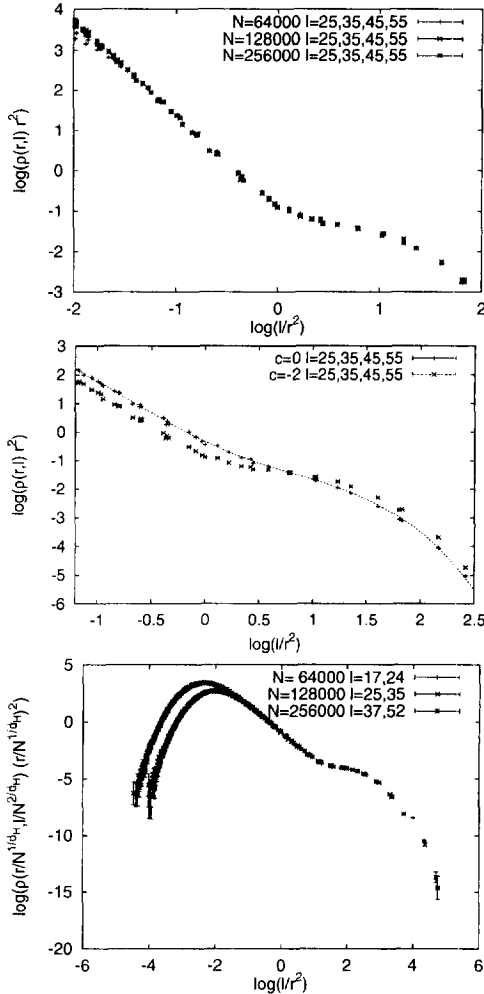 4
3
2
1
0
-1
-2
-3
log(ρ(r,l) r²)
N=64000 l=25,35,45,55
N=128000 l=25,35,45,55
N=256000 l=25,35,45,55
-2 -1 0 1 2
log(l/r²)
3
2
1
0
-1
-2
-3
-4
-5
-6
log(ρ(r,l) r²)
c=0 l=25,35,45,55
c=-2 l=25,35,45,55
-1 -0.5 0 0.5 1 1.5 2 2.5
log(l/r²)
5
0
-5
-10
-15
-20
log(ρ(r/N^{1/d_H},l/N^{2/d_H}) (r/N^{1/d_H})²)
N= 64000 l=17,24
N=128000 l=25,35
N=256000 l=37,52
-6 -4 -2 0 2 4 6
log(l/r²)